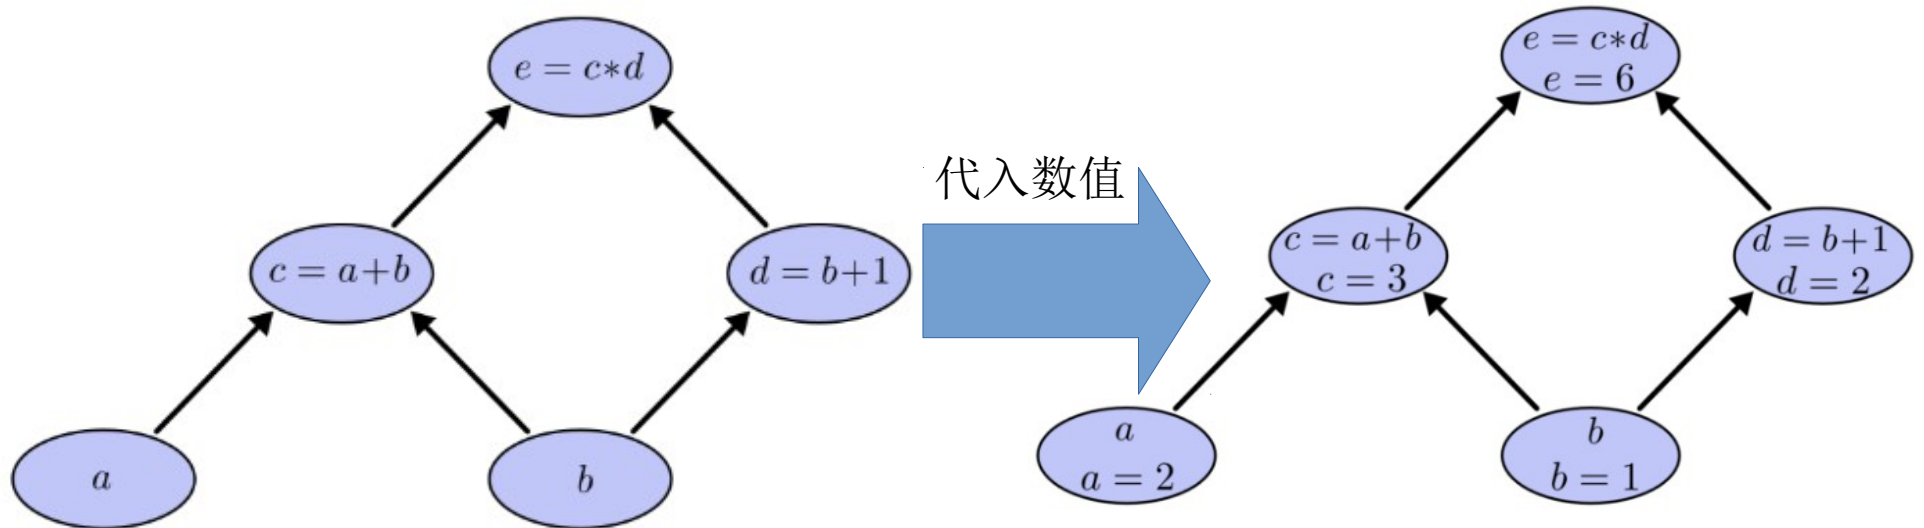 e = c*d
c = a+b
d = b+1
a
b
代入数值
e = c*d
e = 6
c = a+b
c = 3
d = b+1
d = 2
a
a = 2
b
b = 1